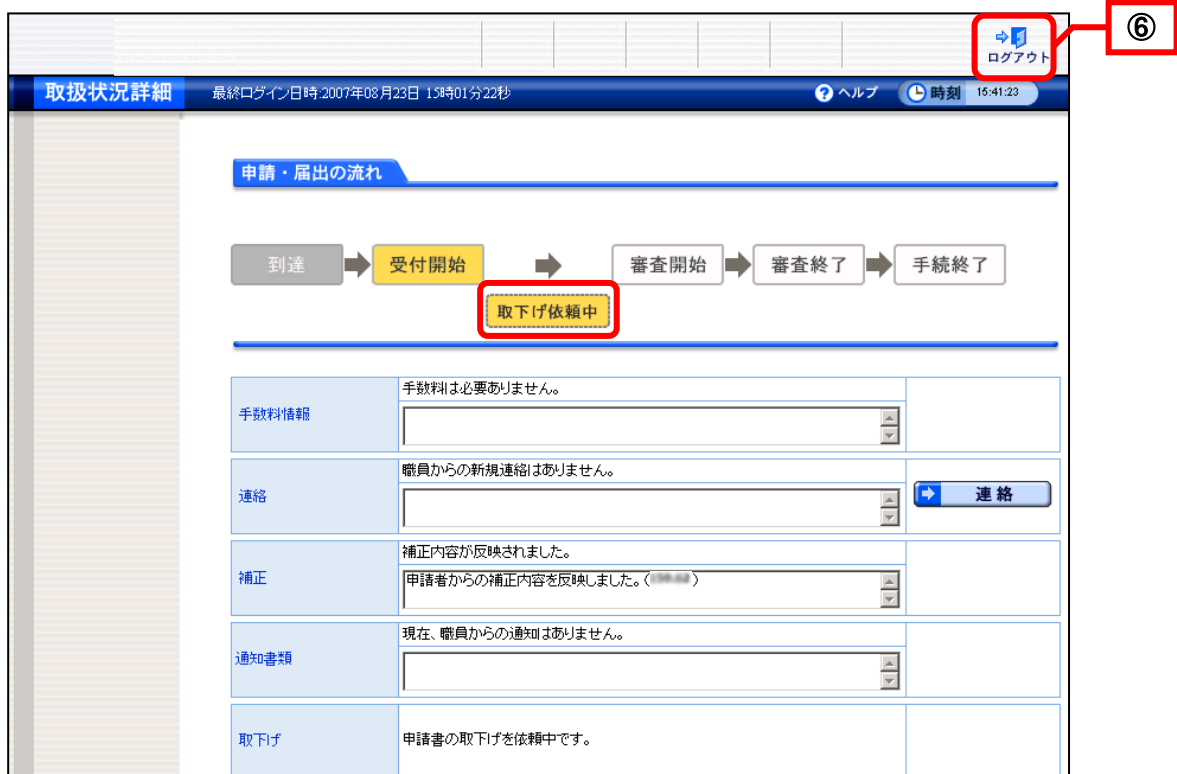 ⑥
ログアウト
取扱状況詳細 最終ログイン日時:2007年08月23日 15時01分22秒 ヘルプ 時刻 15:41:23
申請・届出の流れ
到達 受付開始 審査開始 審査終了 手続終了
取下げ依頼中
手数料は必要ありません。
手数料情報
職員からの新規連絡はありません。
連絡 連絡
補正内容が反映されました。
補正 申請者からの補正内容を反映しました。( )
現在、職員からの通知はありません。
通知書類
取下げ 申請書の取下げを依頼中です。